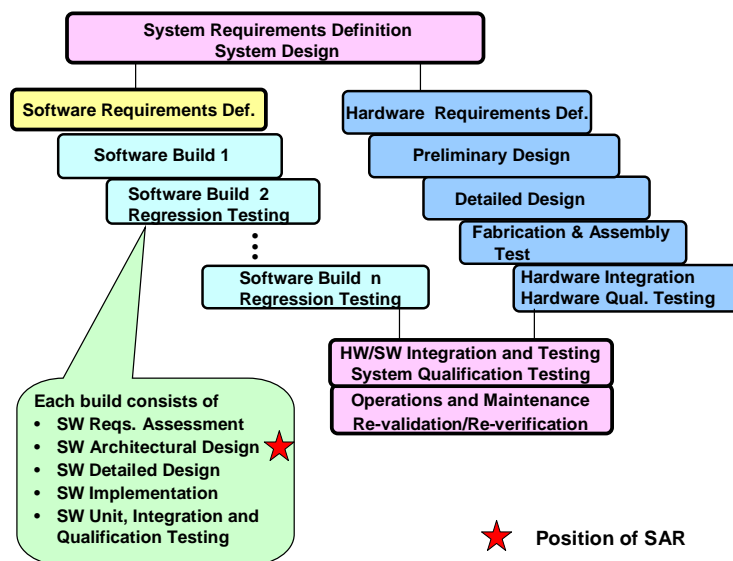 System Requirements Definition
System Design
Software Requirements Def.
Hardware Requirements Def.
Software Build 1
Preliminary Design
Software Build 2
Regression Testing
Detailed Design
Fabrication & Assembly
Test
Software Build n
Regression Testing
Hardware Integration
Hardware Qual. Testing
HW/SW Integration and Testing
System Qualification Testing
Operations and Maintenance
Re-validation/Re-verification
Each build consists of
• SW Reqs. Assessment
• SW Architectural Design
• SW Detailed Design
• SW Implementation
• SW Unit, Integration and
Qualification Testing
Position of SAR